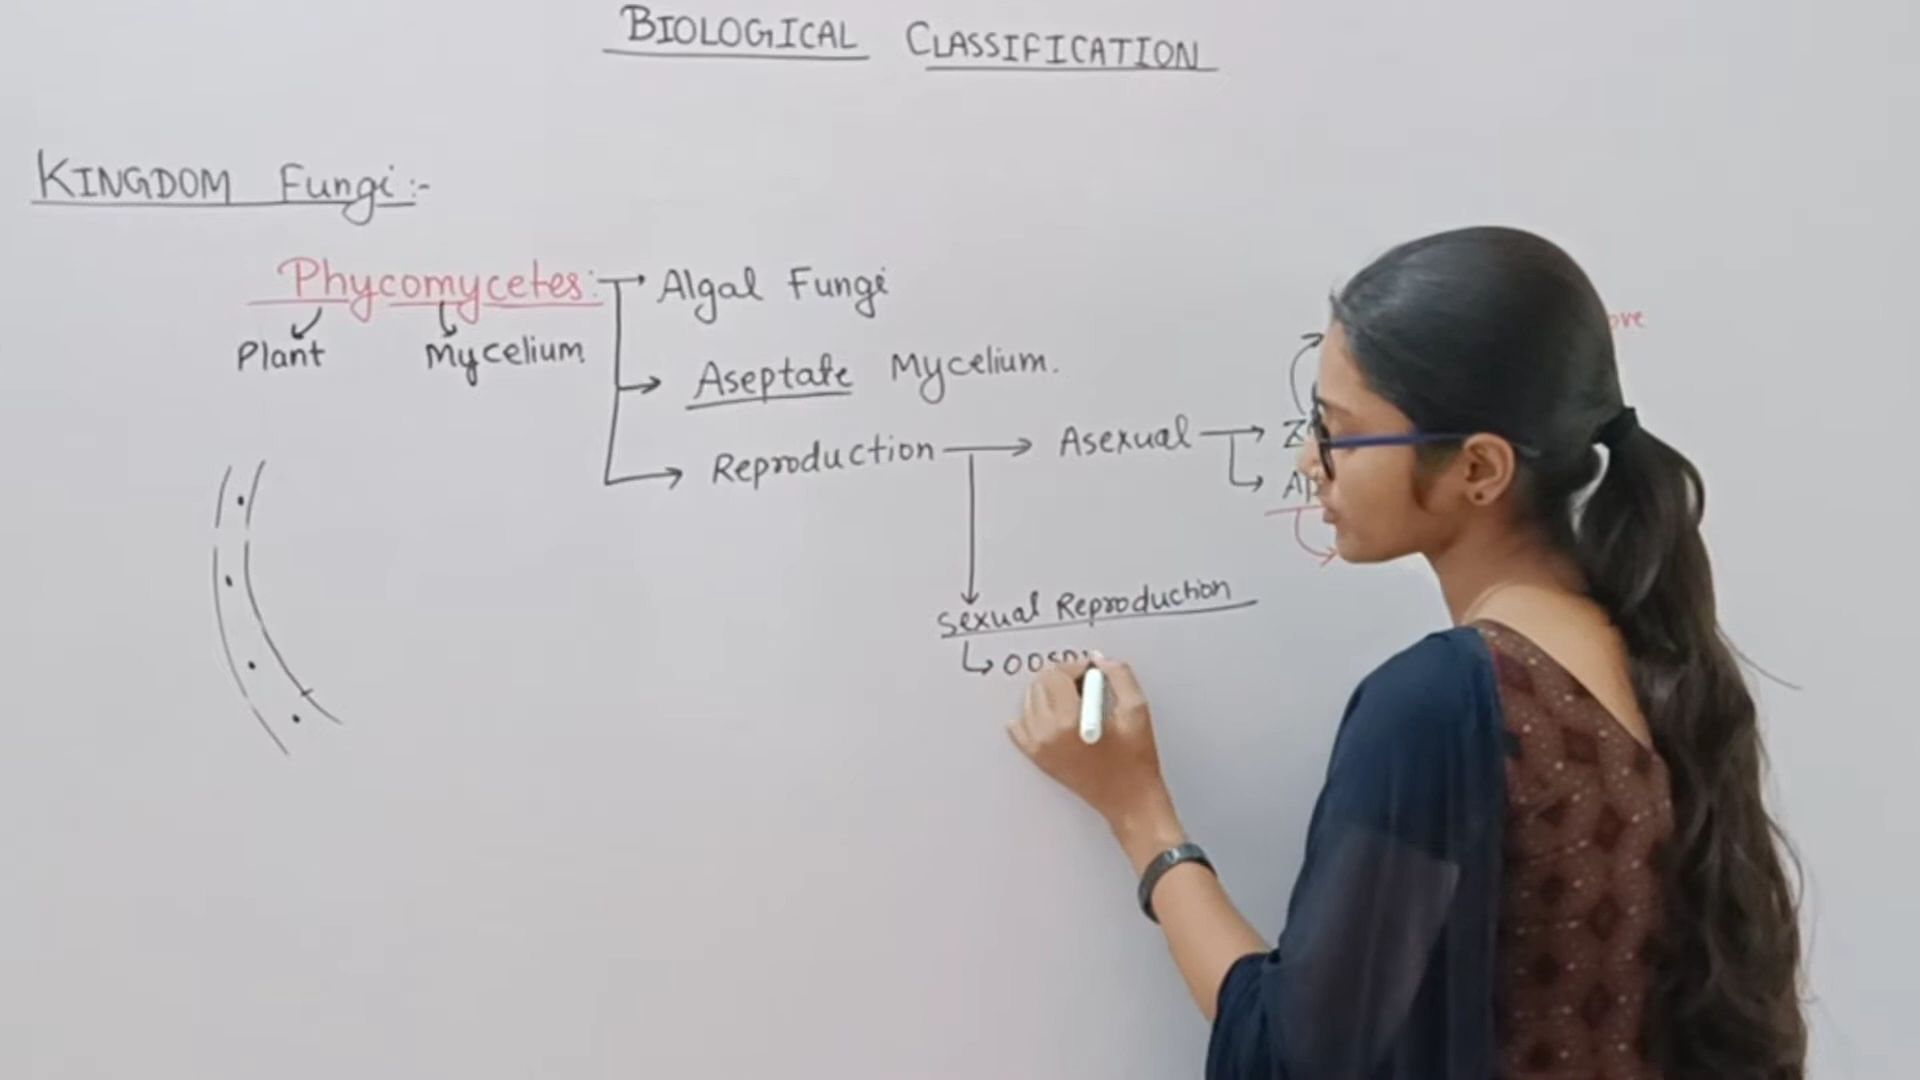 BIOLOGICAL CLASSIFICATION
KINGDOM Fungi:-
Phycomycetes:
Algal Fungi
Plant
Mycelium
Aseptate Mycelium.
Reproduction
Asexual
Sexual Reproduction